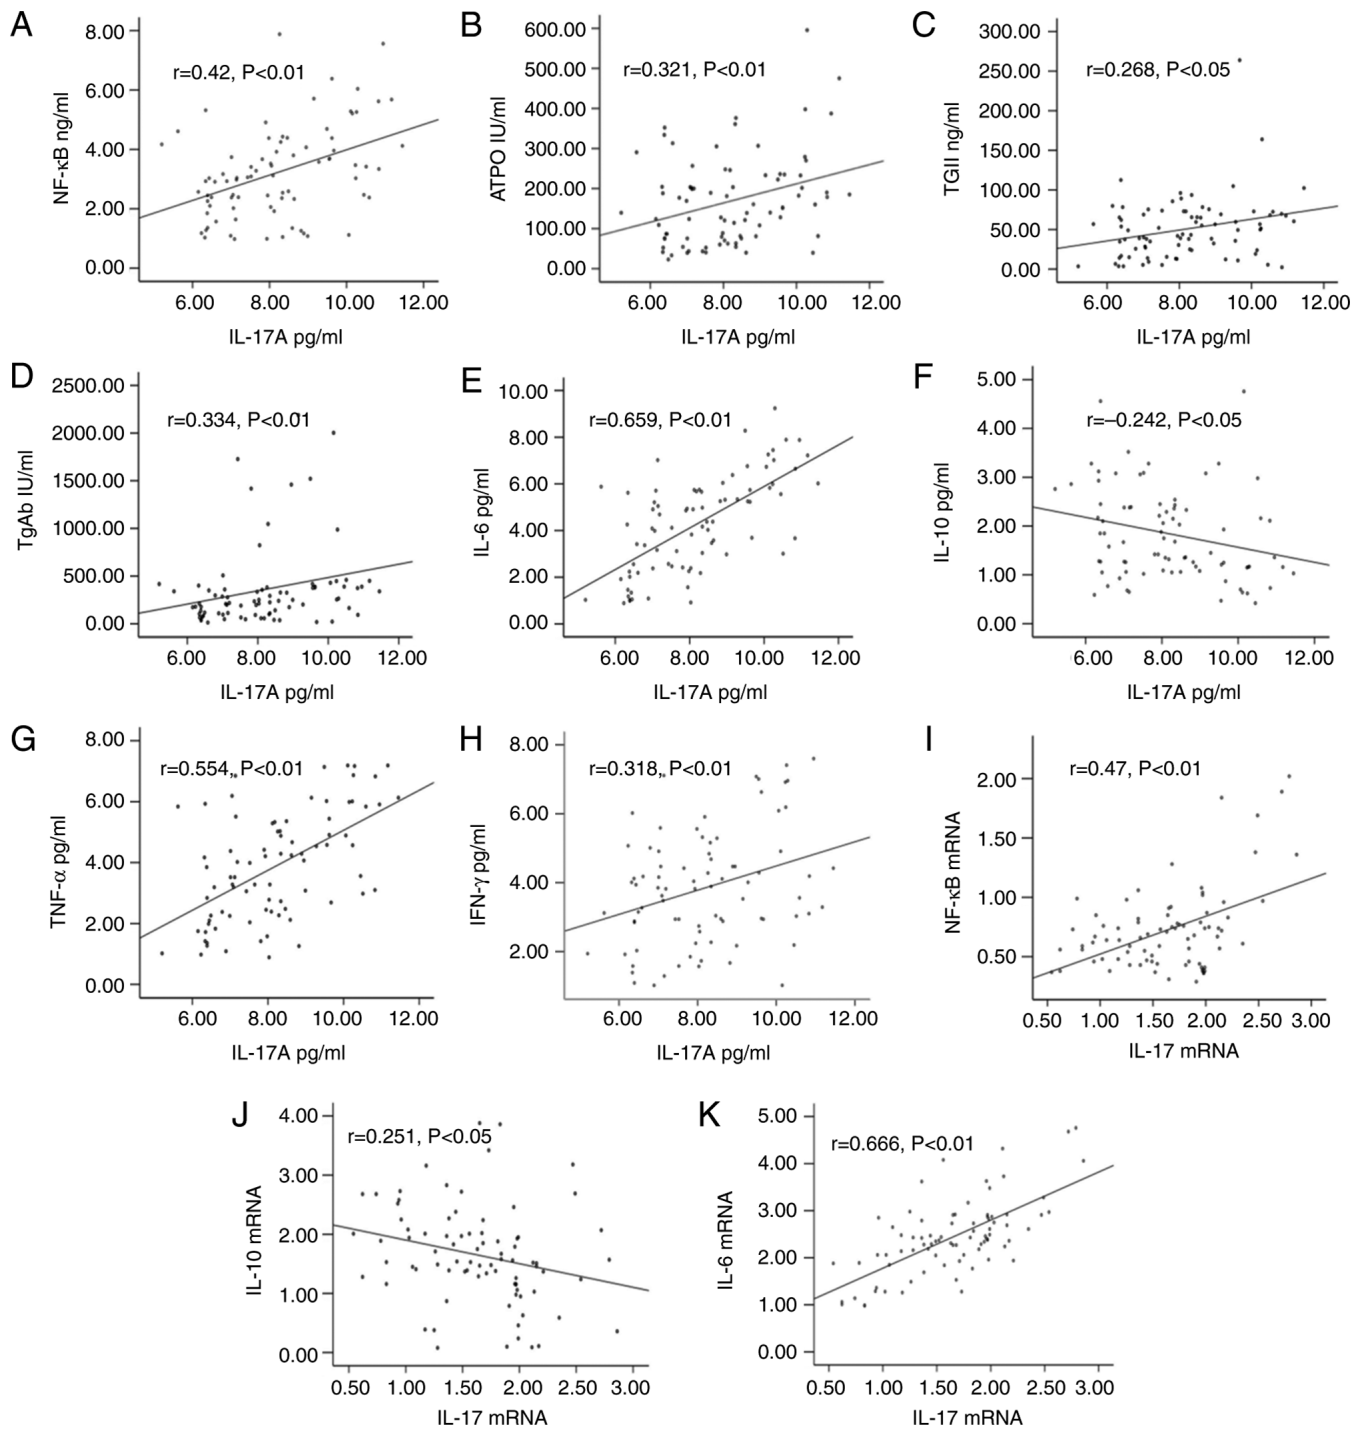 A
8.00
6.00
4.00
2.00
0.00
NF-κB ng/ml
r=0.42, P<0.01
6.00 8.00 10.00 12.00
IL-17A pg/ml
B
600.00
500.00
400.00
300.00
200.00
100.00
0.00
ATPO IU/ml
r=0.321, P<0.01
6.00 8.00 10.00 12.00
IL-17A pg/ml
C
300.00
250.00
200.00
150.00
100.00
50.00
0.00
TGII ng/ml
r=0.268, P<0.05
6.00 8.00 10.00 12.00
IL-17A pg/ml
D
2500.00
2000.00
1500.00
1000.00
500.00
0.00
TgAb IU/ml
r=0.334, P<0.01
6.00 8.00 10.00 12.00
IL-17A pg/ml
E
10.00
8.00
6.00
4.00
2.00
0.00
IL-6 pg/ml
r=0.659, P<0.01
6.00 8.00 10.00 12.00
IL-17A pg/ml
F
5.00
4.00
3.00
2.00
1.00
0.00
IL-10 pg/ml
r=–0.242, P<0.05
6.00 8.00 10.00 12.00
IL-17A pg/ml
G
8.00
6.00
4.00
2.00
0.00
TNF-α pg/ml
r=0.554, P<0.01
6.00 8.00 10.00 12.00
IL-17A pg/ml
H
8.00
6.00
4.00
2.00
IFN-γ pg/ml
r=0.318, P<0.01
6.00 8.00 10.00 12.00
IL-17A pg/ml
I
2.00
1.50
1.00
0.50
NF-κB mRNA
r=0.47, P<0.01
0.50 1.00 1.50 2.00 2.50 3.00
IL-17 mRNA
J
4.00
3.00
2.00
1.00
0.00
IL-10 mRNA
r=0.251, P<0.05
0.50 1.00 1.50 2.00 2.50 3.00
IL-17 mRNA
K
5.00
4.00
3.00
2.00
1.00
0.00
IL-6 mRNA
r=0.666, P<0.01
0.50 1.00 1.50 2.00 2.50 3.00
IL-17 mRNA